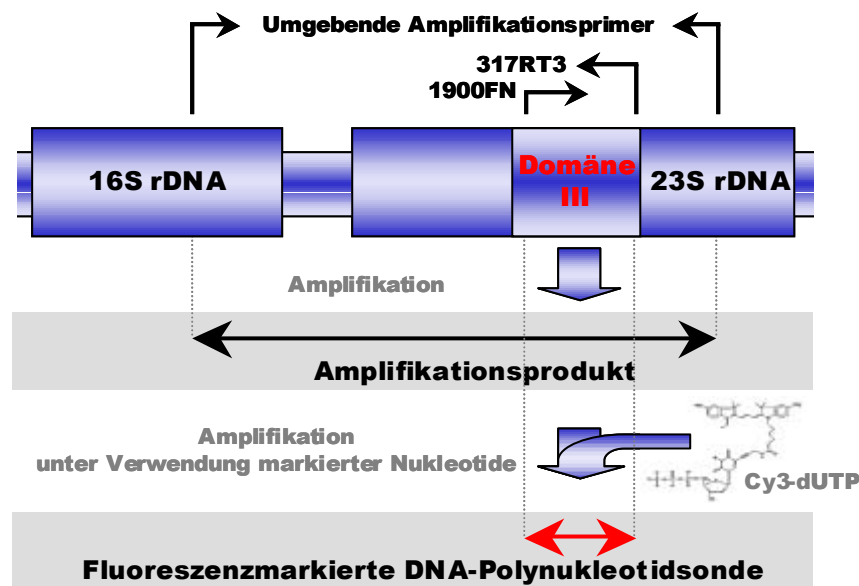 Umgebende Amplifikationsprimer
317RT3
1900FN
16S rDNA
Domäne
III
23S rDNA
Amplifikation
Amplifikationsprodukt
Amplifikation
unter Verwendung markierter Nukleotide
Cy3-dUTP
Fluoreszenzmarkierte DNA-Polynukleotidsonde